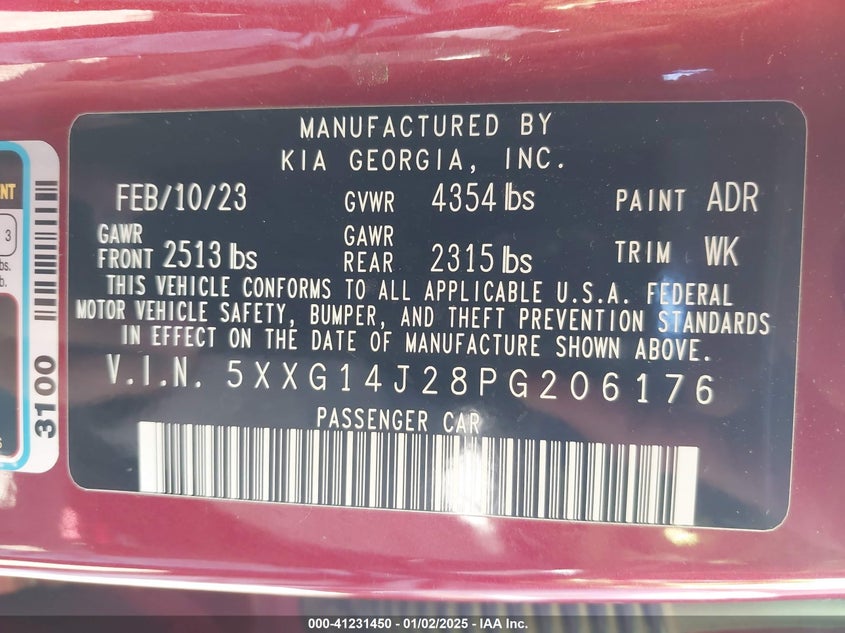 MANUFACTURED BY
KIA GEORGIA, INC.
FEB/10/23 GVWR 4354 lbs PAINT ADR
GAWR FRONT 2513 lbs GAWR REAR 2315 lbs TRIM WK
THIS VEHICLE CONFORMS TO ALL APPLICABLE U.S.A. FEDERAL
MOTOR VEHICLE SAFETY, BUMPER, AND THEFT PREVENTION STANDARDS
IN EFFECT ON THE DATE OF MANUFACTURE SHOWN ABOVE.
V.I.N. 5XXG14J28PG206176
PASSENGER CAR
3
lbs.
3100
000-41231450 | 01/02/2025 | IAA Inc.